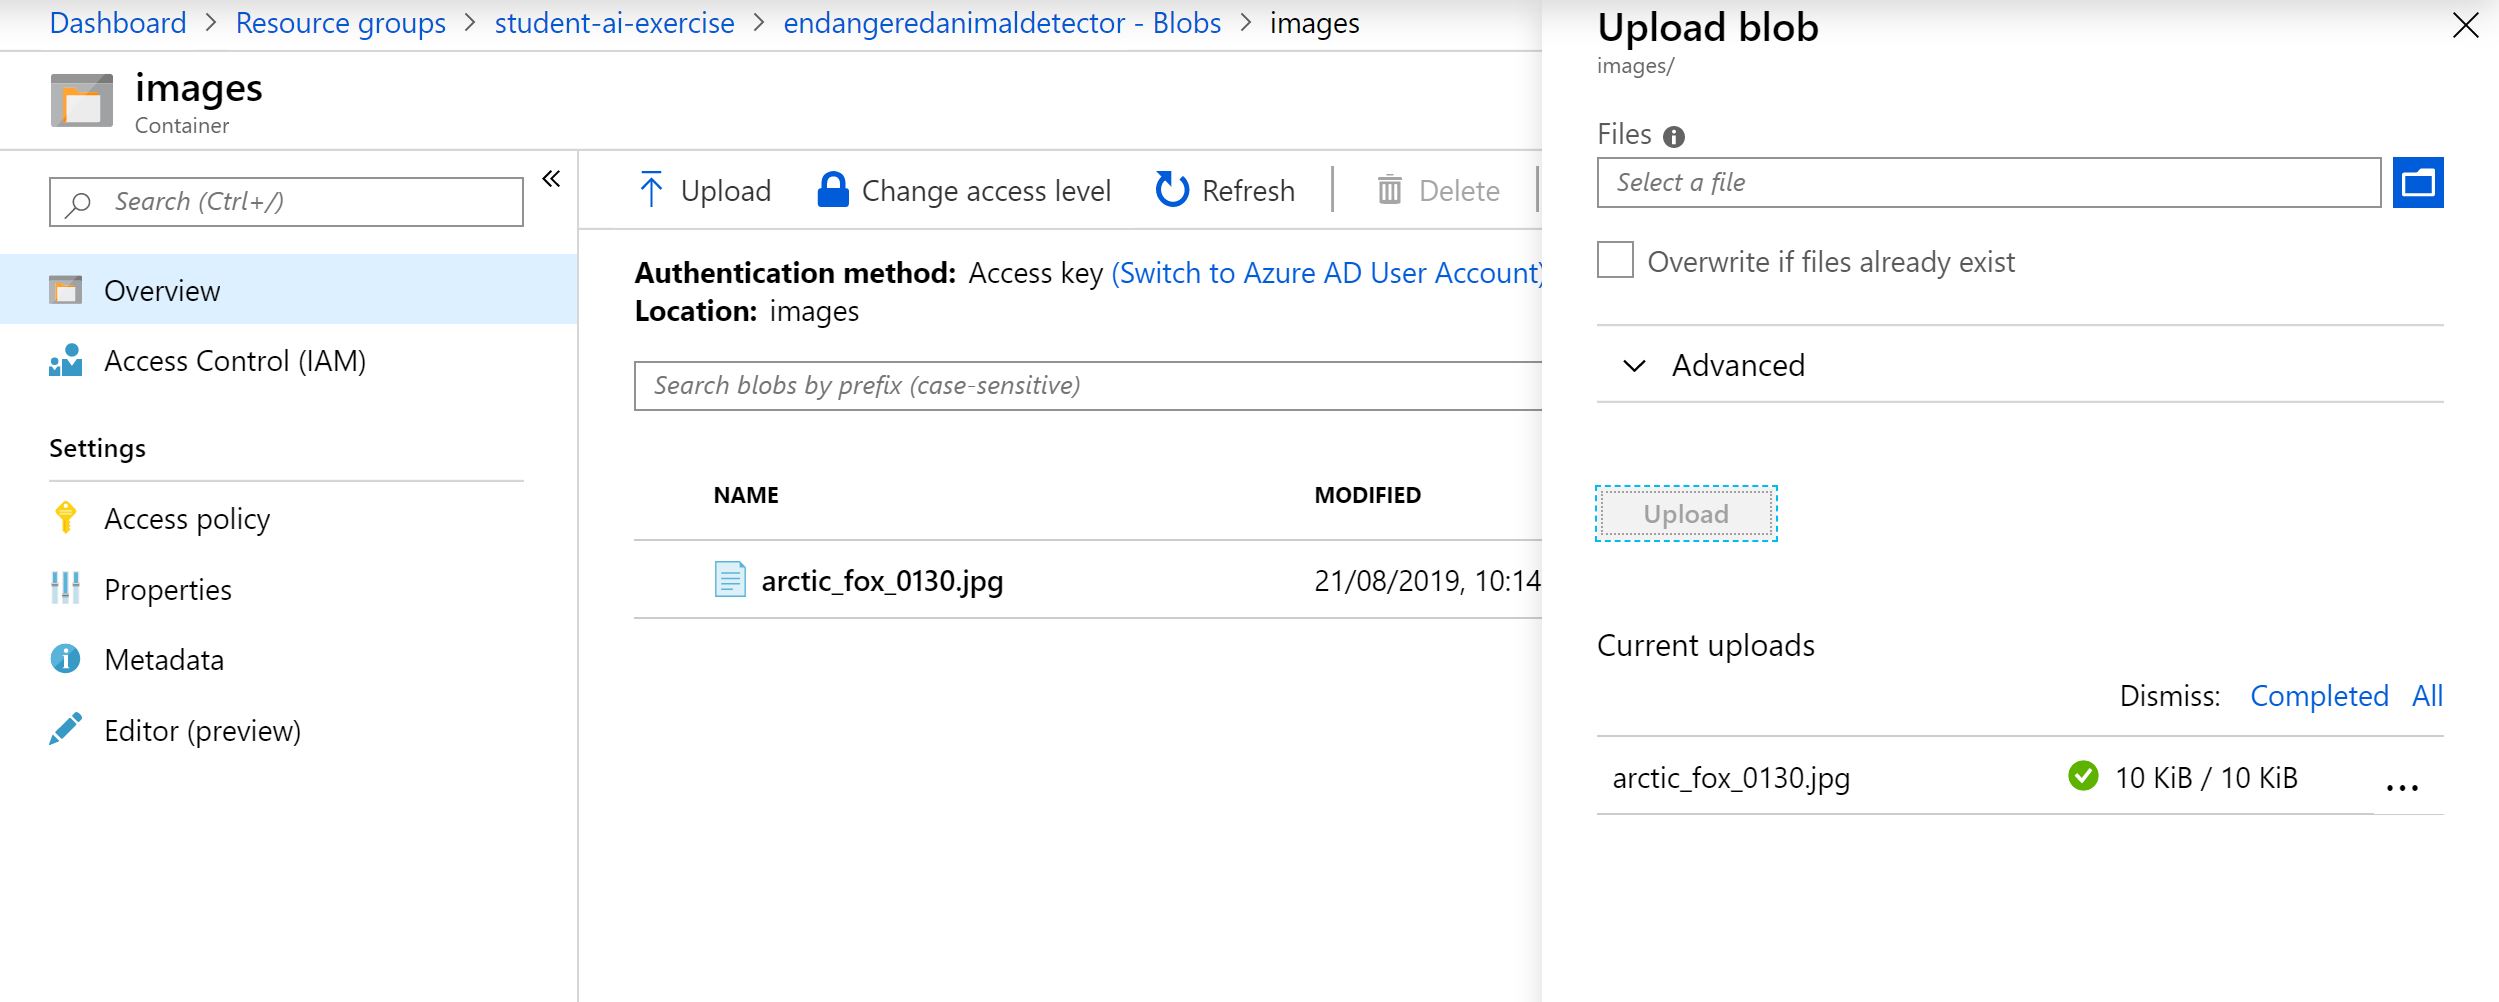 Dashboard > Resource groups > student-ai-exercise > endangeredanimaldetector - Blobs > images
images
Container
Search (Ctrl+/)
Overview
Access Control (IAM)
Settings
Access policy
Properties
Metadata
Editor (preview)
Upload Change access level Refresh Delete
Authentication method: Access key (Switch to Azure AD User Account)
Location: images
Search blobs by prefix (case-sensitive)
NAME MODIFIED
arctic_fox_0130.jpg 21/08/2019, 10:14
Upload blob
images/
Files
Select a file
Overwrite if files already exist
Advanced
Upload
Current uploads
Dismiss: Completed All
arctic_fox_0130.jpg 10 KiB / 10 KiB ...